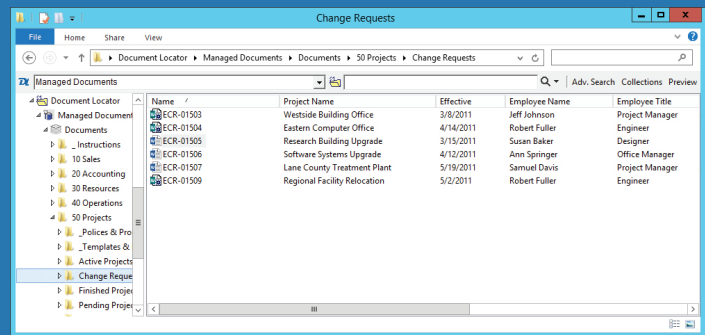 Change Requests
File Home Share View
Document Locator Managed Documents Documents 50 Projects Change Requests
Managed Documents Adv. Search Collections Preview
Document Locator
Managed Document
Documents
_ Instructions
10 Sales
20 Accounting
30 Resources
40 Operations
50 Projects
_Polices & Pro
_Templates &
Active Projects
Change Reque
Finished Projec
Pending Projec
Name Project Name Effective Employee Name Employee Title
ECR-01503 Westside Building Office 3/8/2011 Jeff Johnson Project Manager
ECR-01504 Eastern Computer Office 4/14/2011 Robert Fuller Engineer
ECR-01505 Research Building Upgrade 3/15/2011 Susan Baker Designer
ECR-01506 Software Systems Upgrade 4/12/2011 Ann Springer Office Manager
ECR-01507 Lane County Treatment Plant 5/19/2011 Samuel Davis Project Manager
ECR-01509 Regional Facility Relocation 5/2/2011 Robert Fuller Engineer